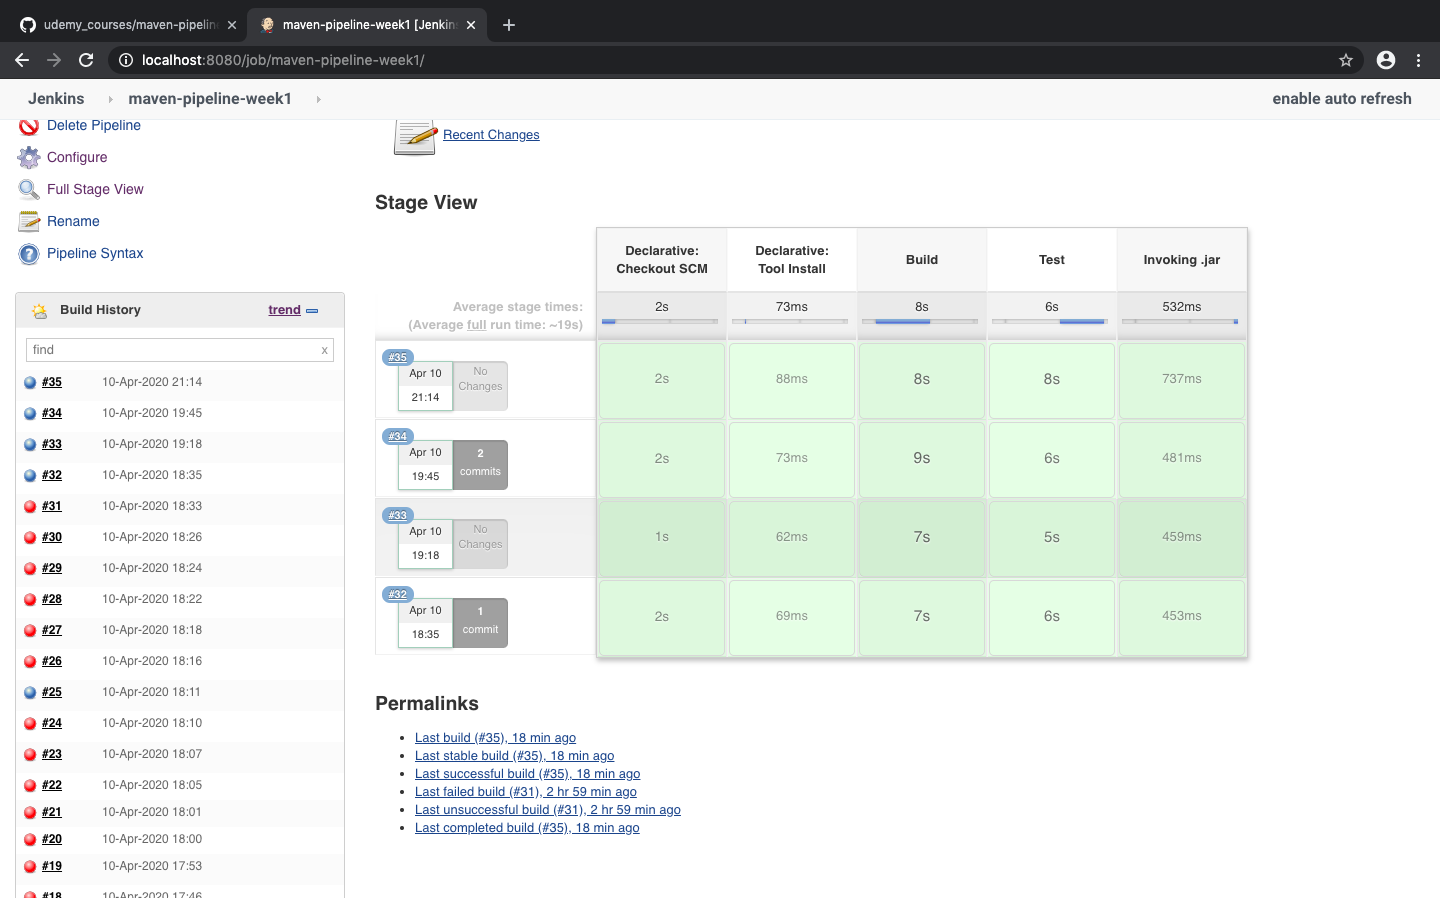 udemy_courses/maven-pipelin
maven-pipeline-week1 [Jenkins
localhost:8080/job/maven-pipeline-week1/
Jenkins
maven-pipeline-week1
enable auto refresh
Delete Pipeline
Configure
Full Stage View
Rename
Pipeline Syntax
Build History
trend
find
x
#35 10-Apr-2020 21:14
#34 10-Apr-2020 19:45
#33 10-Apr-2020 19:18
#32 10-Apr-2020 18:35
#31 10-Apr-2020 18:33
#30 10-Apr-2020 18:26
#29 10-Apr-2020 18:24
#28 10-Apr-2020 18:22
#27 10-Apr-2020 18:18
#26 10-Apr-2020 18:16
#25 10-Apr-2020 18:11
#24 10-Apr-2020 18:10
#23 10-Apr-2020 18:07
#22 10-Apr-2020 18:05
#21 10-Apr-2020 18:01
#20 10-Apr-2020 18:00
#19 10-Apr-2020 17:53
#18 10-Apr-2020 17:46
Recent Changes
Stage View
Declarative:
Checkout SCM
Declarative:
Tool Install
Build
Test
Invoking .jar
Average stage times:
(Average full run time: ~19s)
2s 73ms 8s 6s 532ms
#35
Apr 10
21:14
No
Changes
2s 88ms 8s 8s 737ms
#34
Apr 10
19:45
2
commits
2s 73ms 9s 6s 481ms
#33
Apr 10
19:18
No
Changes
1s 62ms 7s 5s 459ms
#32
Apr 10
18:35
1
commit
2s 69ms 7s 6s 453ms
Permalinks
Last build (#35), 18 min ago
Last stable build (#35), 18 min ago
Last successful build (#35), 18 min ago
Last failed build (#31), 2 hr 59 min ago
Last unsuccessful build (#31), 2 hr 59 min ago
Last completed build (#35), 18 min ago